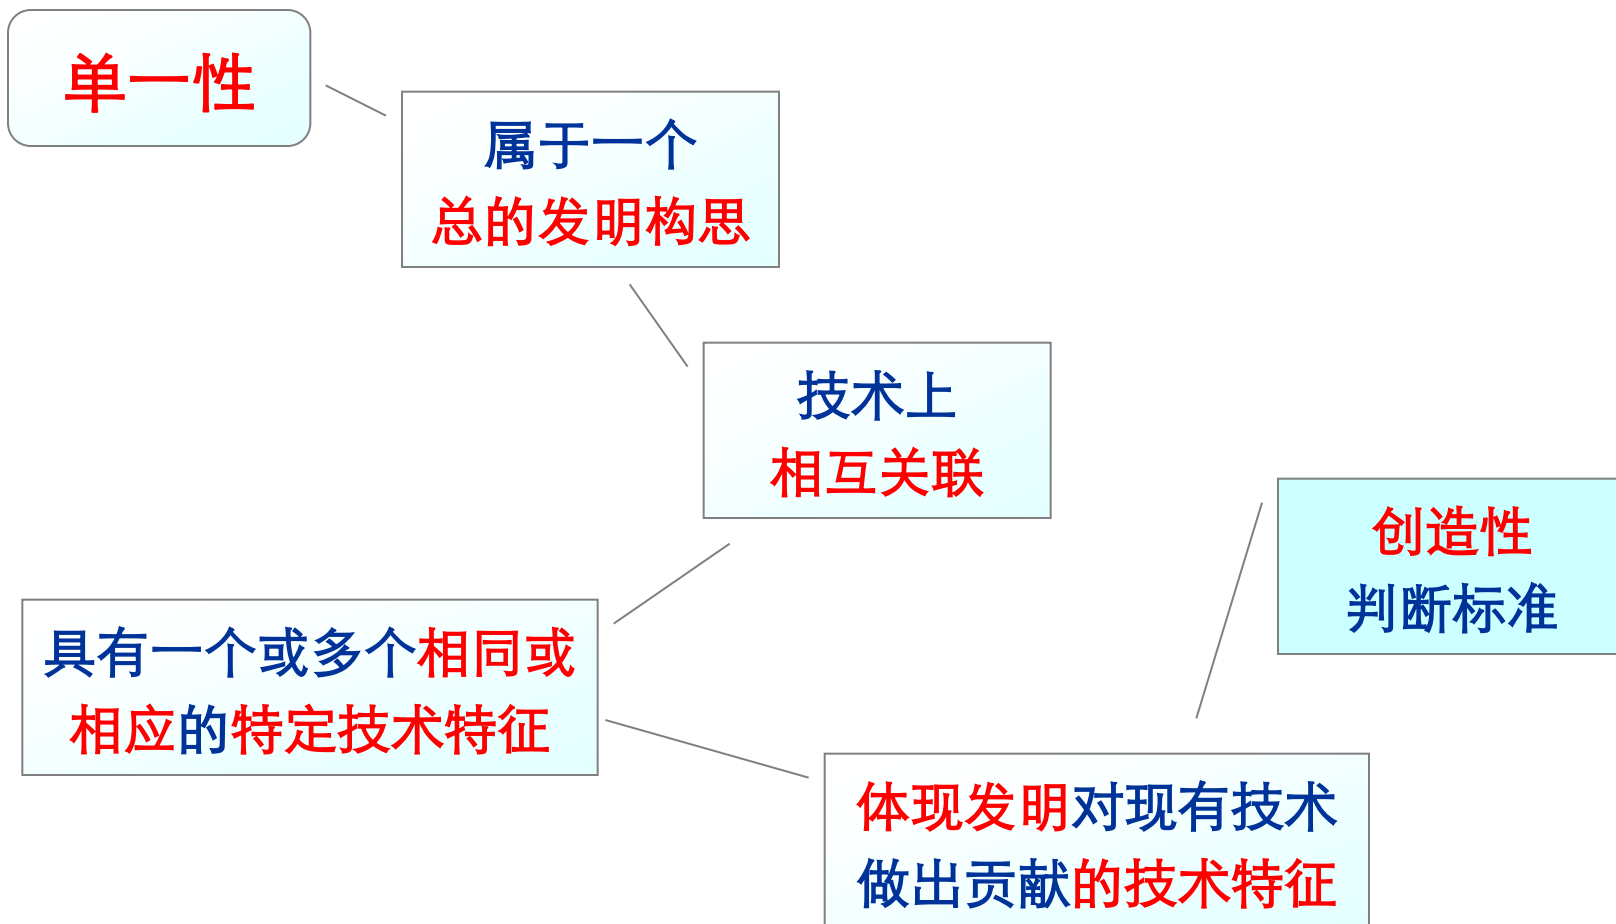 单一性
属于一个
总的发明构思
技术上
相互关联
具有一个或多个相同或
相应的特定技术特征
体现发明对现有技术
做出贡献的技术特征
创造性
判断标准